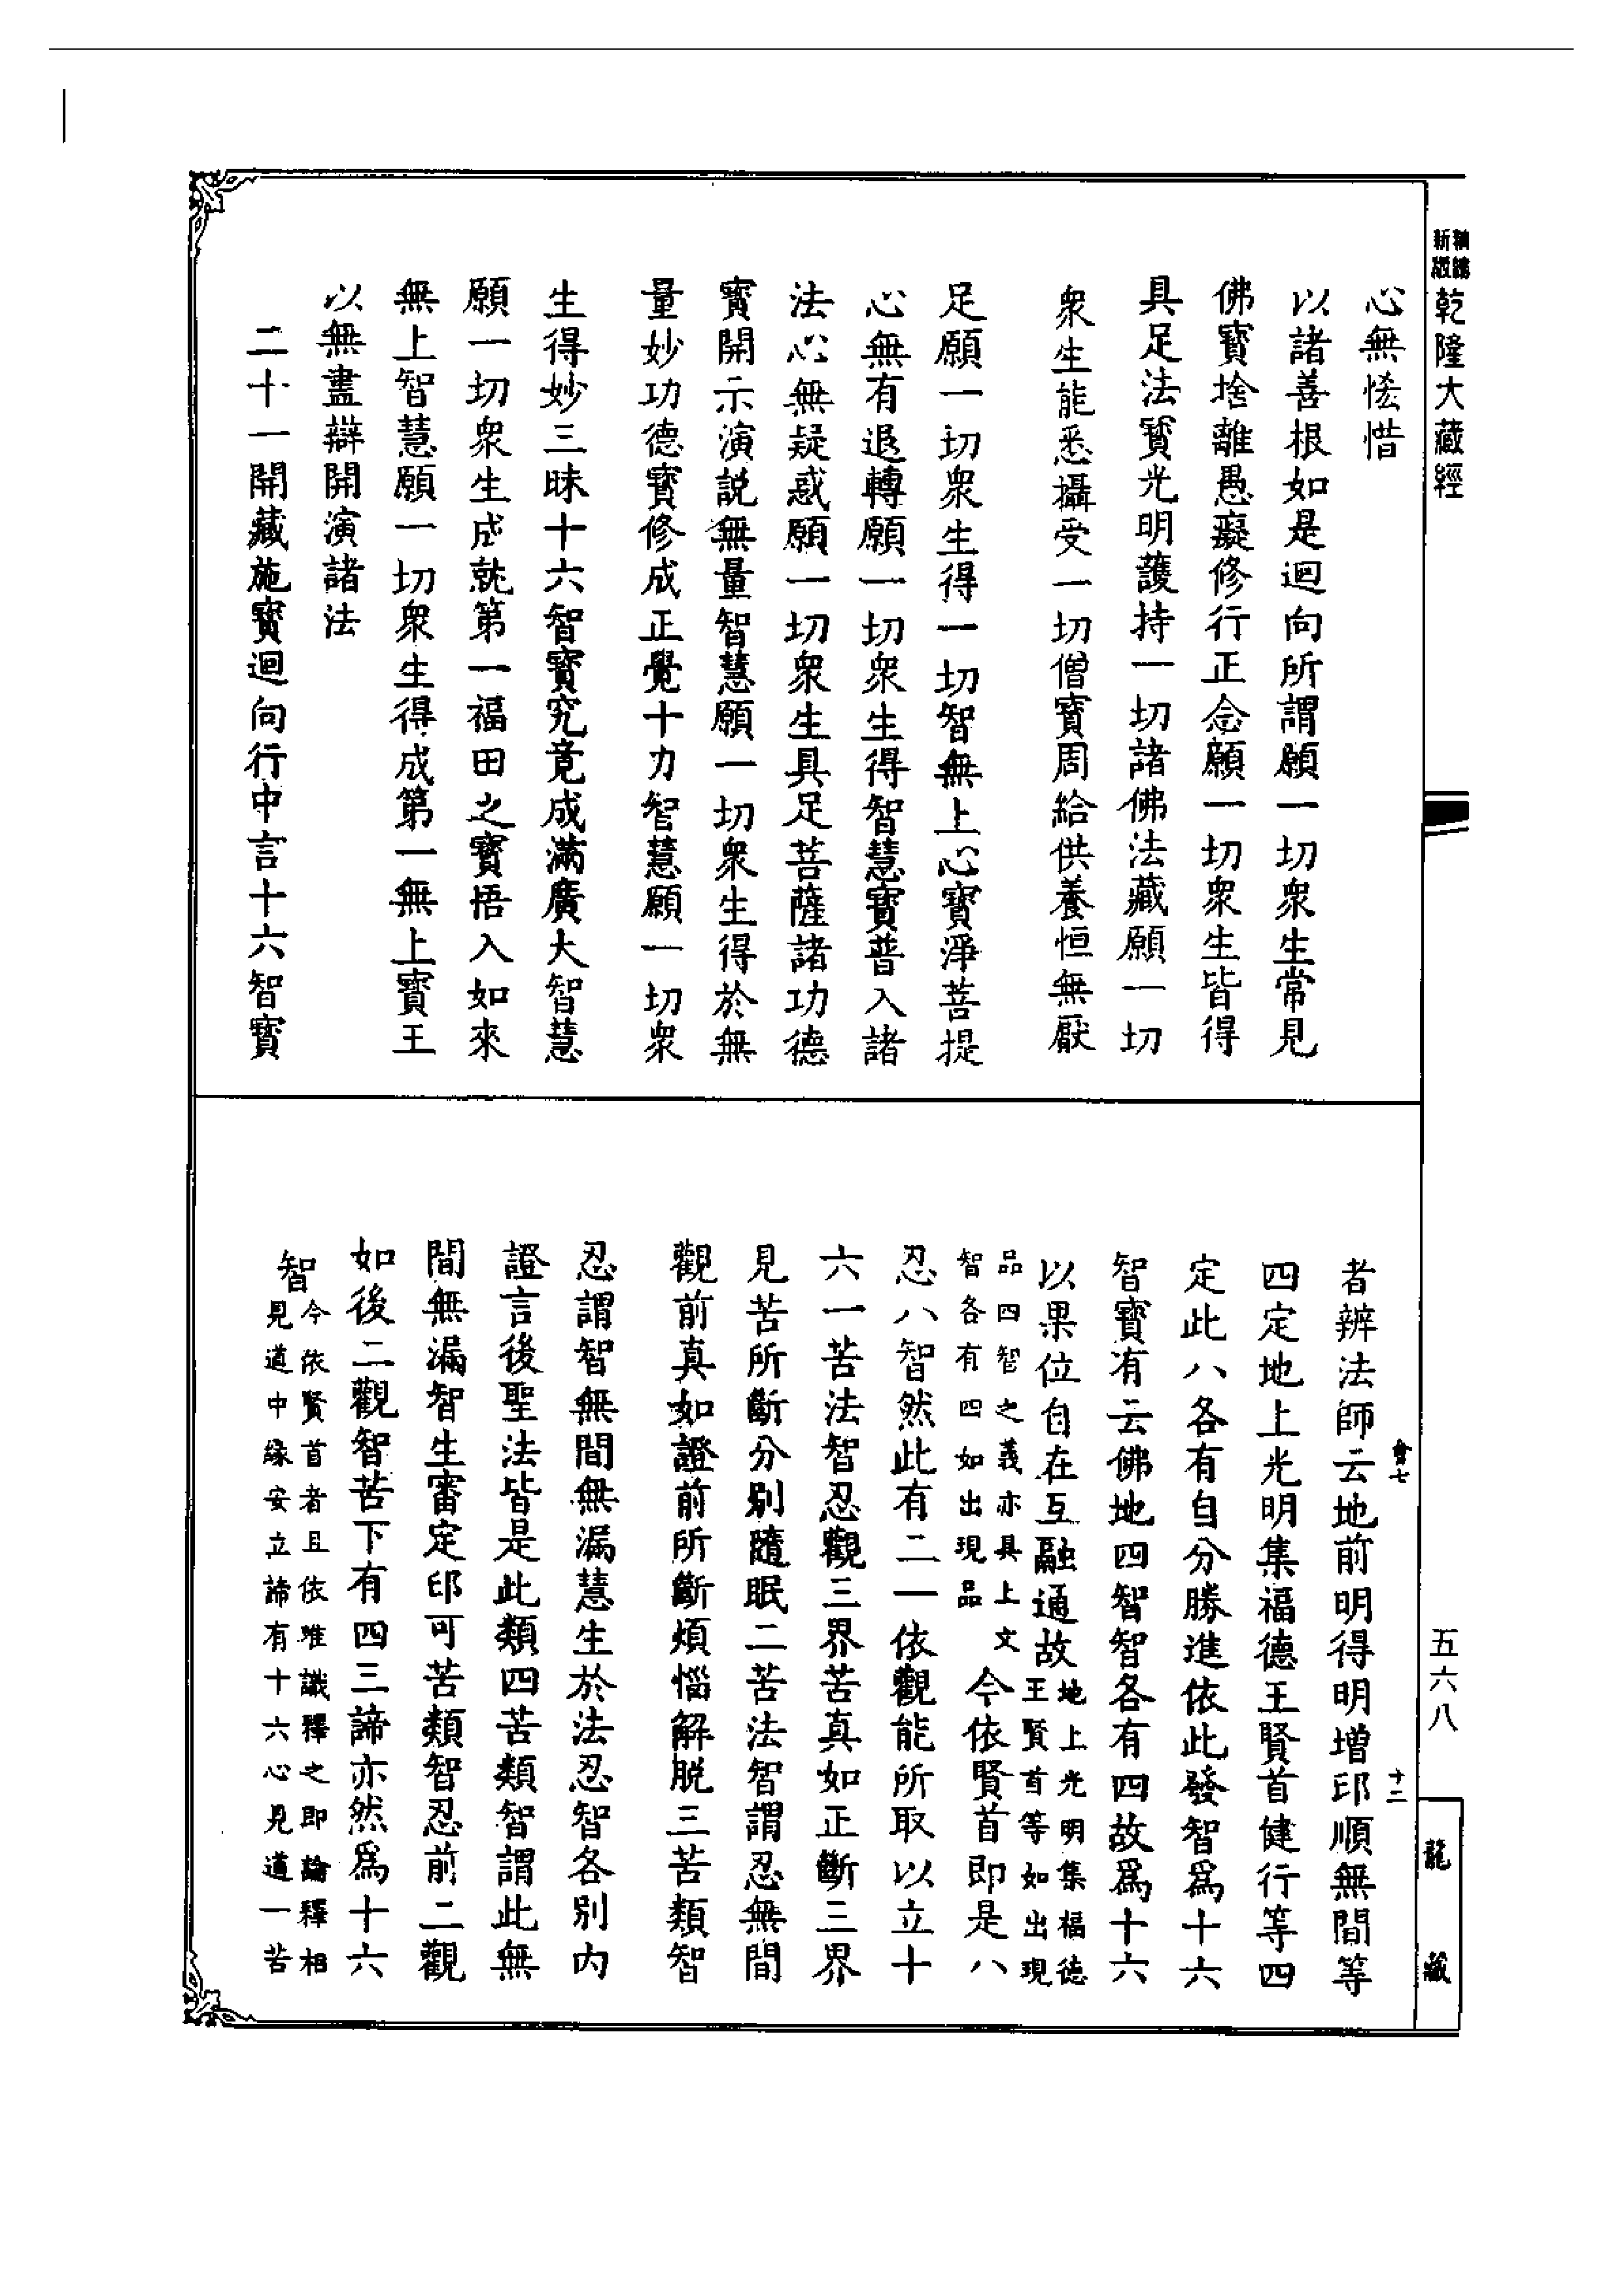 新編縮版 乾隆大藏經
心無恡惜
以諸善根如是迴向所謂願一切衆生常見
佛寶捨離愚癡修行正念願一切衆生皆得
具足法寶光明護持一切諸佛法藏願一切
衆生能悉攝受一切僧寶周給供養恒無厭
足願一切衆生得一切智無上心寶淨菩提
心無有退轉願一切衆生得智慧寶普入諸
法心無疑惑願一切衆生具足菩薩諸功德
寶開示演説無量智慧願一切衆生得於無
量妙功德寶修成正覺十力智慧願一切衆
生得妙三昧十六智寶究竟成滿廣大智慧
願一切衆生成就第一福田之寶悟入如來
無上智慧願一切衆生得成第一無上寶王
以無盡辯開演諸法
二十一開藏施寶迴向行中言十六智寶
者辨法師云地前明得明增印順無間等
四定地上光明集福德王賢首健行等四
定此八各有自分勝進依此發智爲十六
智寶有云佛地四智智各有四故爲十六
以果位自在互融通故地上光明集福德
王賢首等如出現
品四智之義亦具上文
智各有四如出現品
今依賢首即是八
忍八智然此有二一依觀能所取以立十
六一苦法智忍觀三界苦真如正斷三界
見苦所斷分別隨眠二苦法智謂忍無間
觀前真如證前所斷煩惱解脱三苦類智
忍謂智無間無漏慧生於法忍智各別内
證言後聖法皆是此類四苦類智謂此無
間無漏智生審定印可苦類智忍前二觀
如後二觀智苦下有四三諦亦然爲十六
智今依賢首者且依唯識釋之即論釋相
見道中緣安立諦有十六心見道一苦
會七
十二
五六八
龍藏